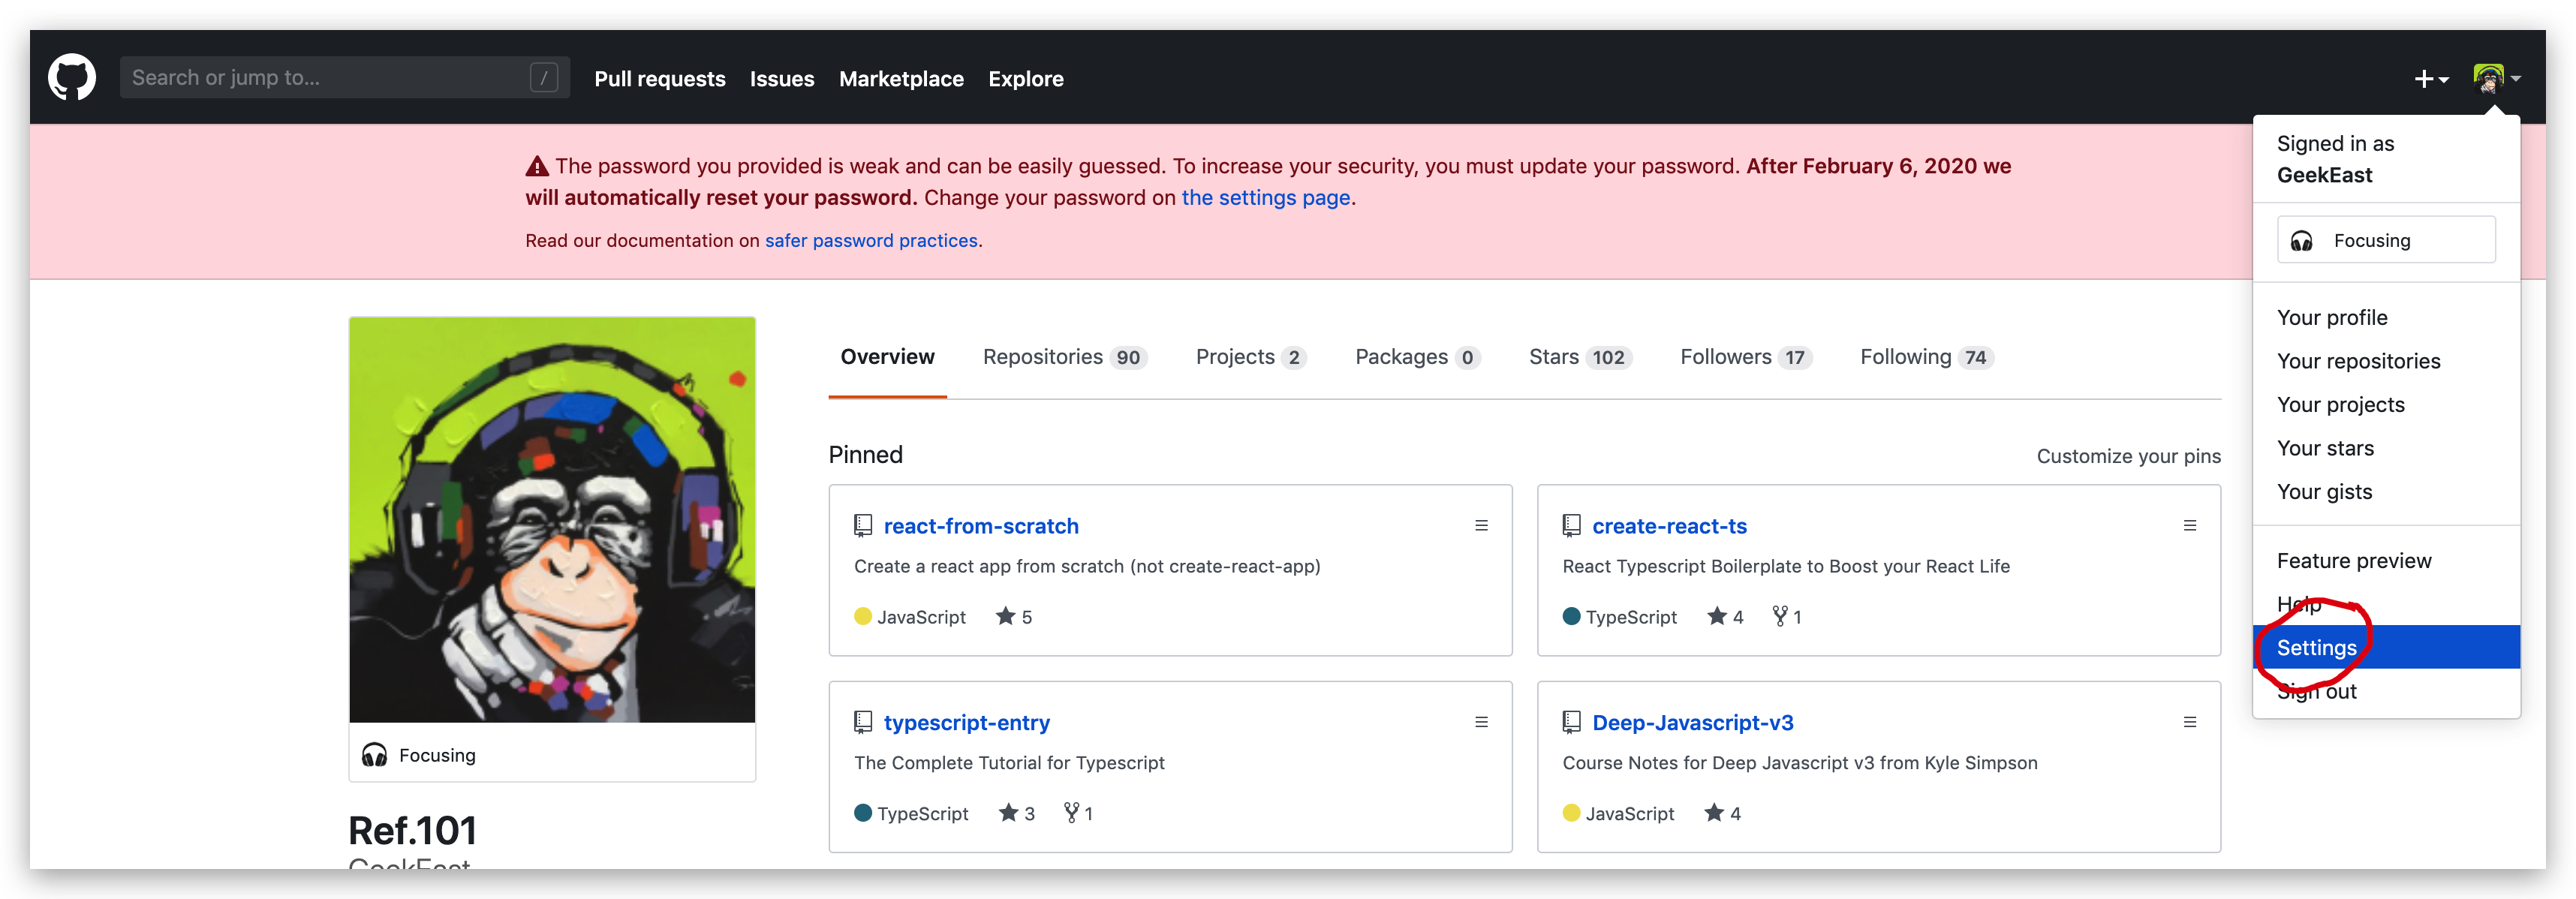 Search or jump to... /
Pull requests Issues Marketplace Explore
The password you provided is weak and can be easily guessed. To increase your security, you must update your password. After February 6, 2020 we
will automatically reset your password. Change your password on the settings page.
Read our documentation on safer password practices.
Signed in as
GeekEast
Focusing
Your profile
Your repositories
Your projects
Your stars
Your gists
Feature preview
Help
Settings
Sign out
Focusing
Ref.101
GeekEast
Overview Repositories 90 Projects 2 Packages 0 Stars 102 Followers 17 Following 74
Pinned
Customize your pins
react-from-scratch
Create a react app from scratch (not create-react-app)
JavaScript 5
create-react-ts
React Typescript Boilerplate to Boost your React Life
TypeScript 4 1
typescript-entry
The Complete Tutorial for Typescript
TypeScript 3 1
Deep-Javascript-v3
Course Notes for Deep Javascript v3 from Kyle Simpson
JavaScript 4